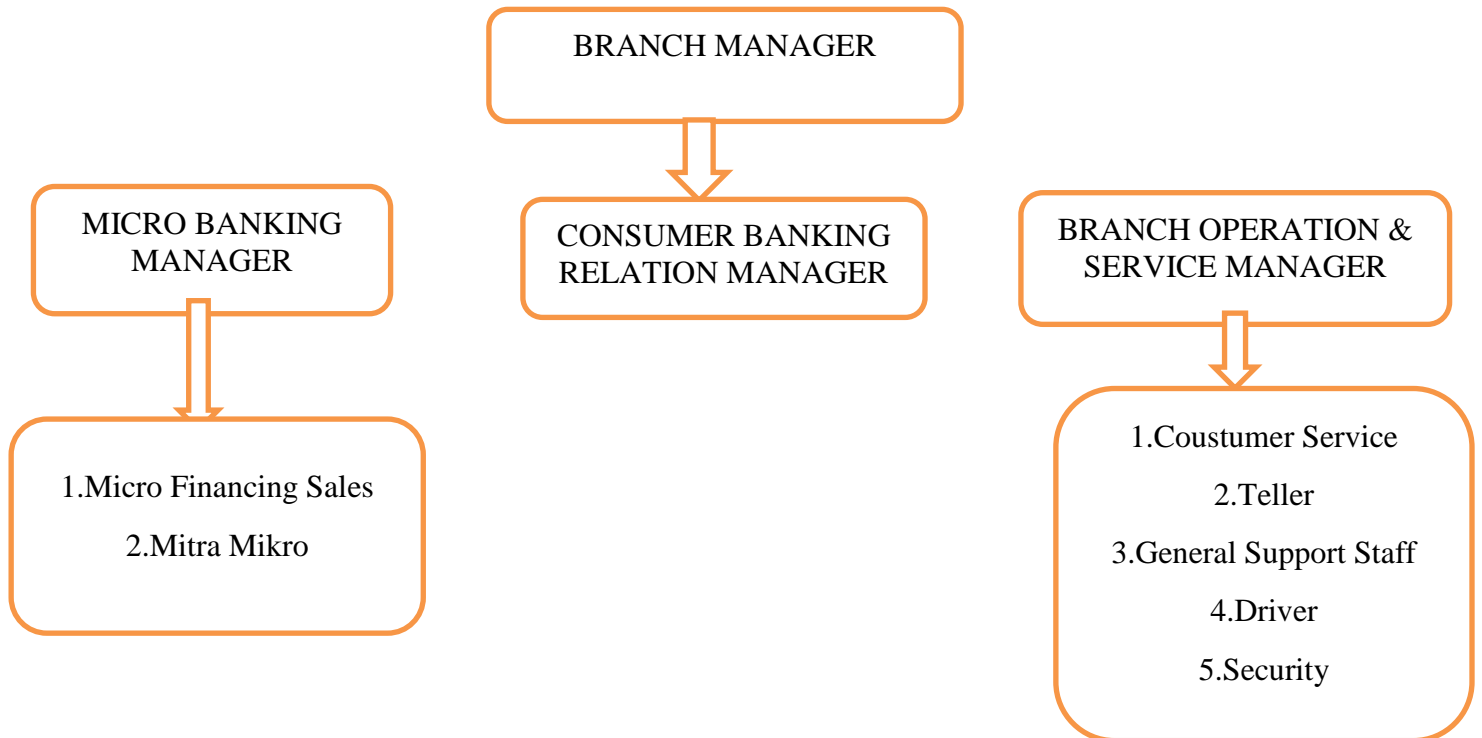 BRANCH MANAGER
MICRO BANKING
MANAGER
CONSUMER BANKING
RELATION MANAGER
BRANCH OPERATION &
SERVICE MANAGER
1.Micro Financing Sales
2.Mitra Mikro
1.Coustumer Service
2.Teller
3.General Support Staff
4.Driver
5.Security